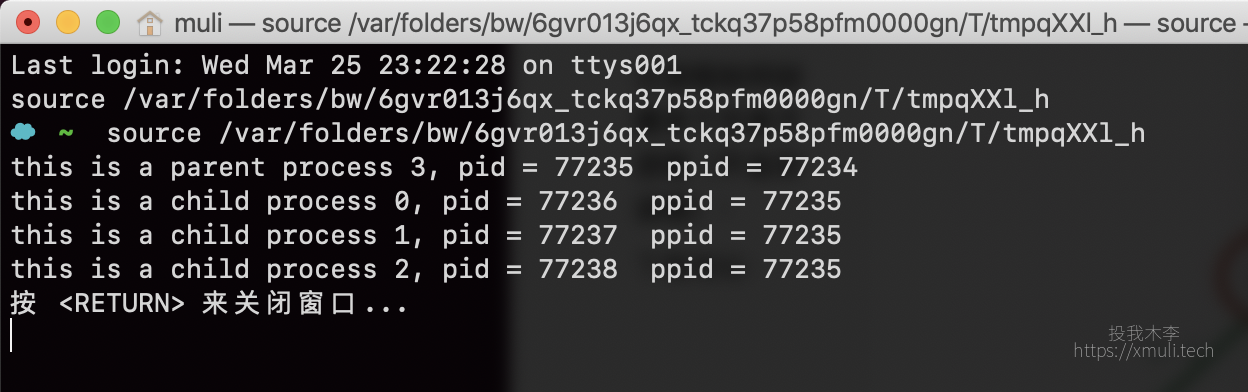 muli — source /var/folders/bw/6gvr013j6qx_tckq37p58pfm0000gn/T/tmpqXXl_h — source -
Last login: Wed Mar 25 23:22:28 on ttys001
source /var/folders/bw/6gvr013j6qx_tckq37p58pfm0000gn/T/tmpqXXl_h
~ source /var/folders/bw/6gvr013j6qx_tckq37p58pfm0000gn/T/tmpqXXl_h
this is a parent process 3, pid = 77235  ppid = 77234
this is a child process 0, pid = 77236  ppid = 77235
this is a child process 1, pid = 77237  ppid = 77235
this is a child process 2, pid = 77238  ppid = 77235
按 <RETURN> 来关闭窗口...
投我木李
https://xmuli.tech